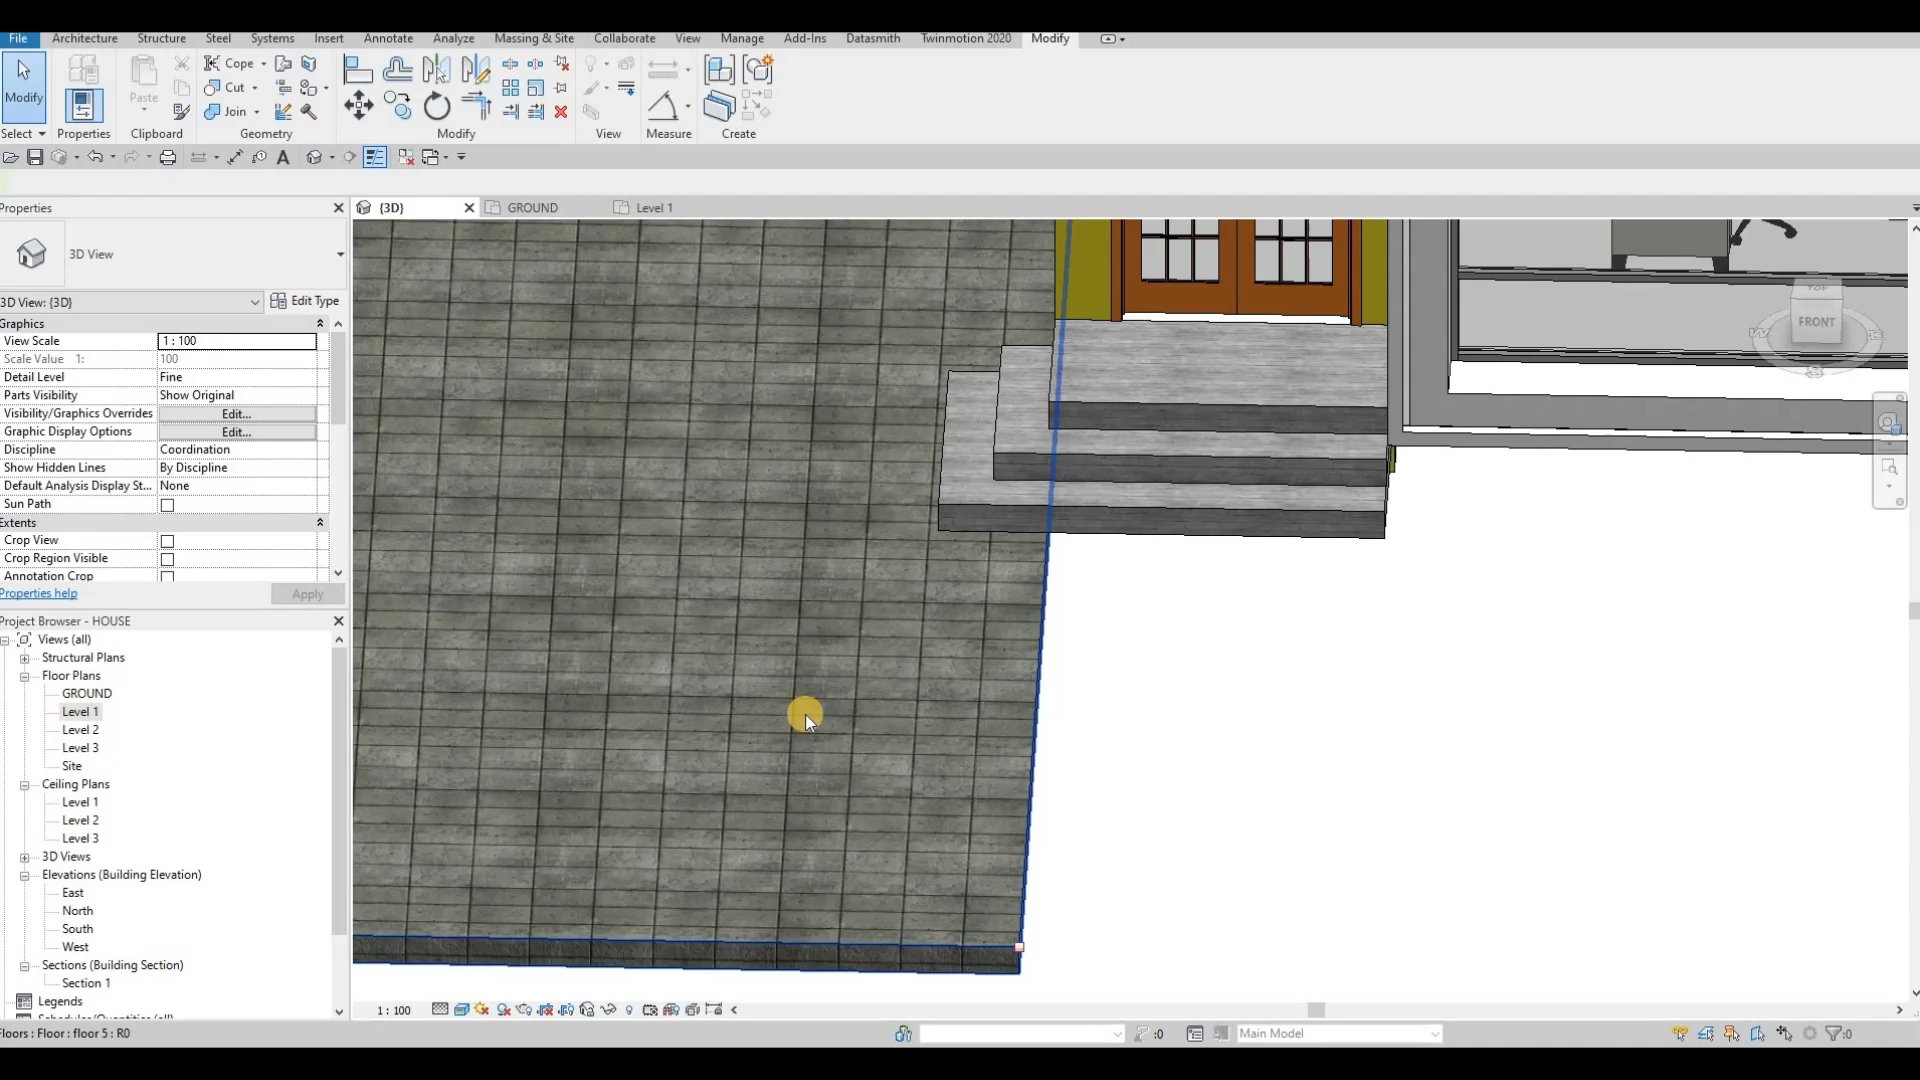 File Architecture Structure Steel Systems Insert Annotate Analyze Massing & Site Collaborate View Manage Add-Ins Datasmith Twinmotion 2020 Modify
Cope
Cut
Join
Modify
Paste
Select Properties Clipboard Geometry Modify View Measure Create
Properties
{3D} GROUND Level 1
3D View
3D View: {3D} Edit Type
Graphics
View Scale 1 : 100
Scale Value 1: 100
Detail Level Fine
Parts Visibility Show Original
Visibility/Graphics Overrides Edit...
Graphic Display Options Edit...
Discipline Coordination
Show Hidden Lines By Discipline
Default Analysis Display St... None
Sun Path
Extents
Crop View
Crop Region Visible
Annotation Crop
Properties help Apply
TOP
FRONT
W E
S
Project Browser - HOUSE
Views (all)
Structural Plans
Floor Plans
GROUND
Level 1
Level 2
Level 3
Site
Ceiling Plans
Level 1
Level 2
Level 3
3D Views
Elevations (Building Elevation)
East
North
South
West
Sections (Building Section)
Section 1
Legends
Schedules/Quantities (all)
1 : 100
Floors : Floor : floor 5 : R0
:0 Main Model :0